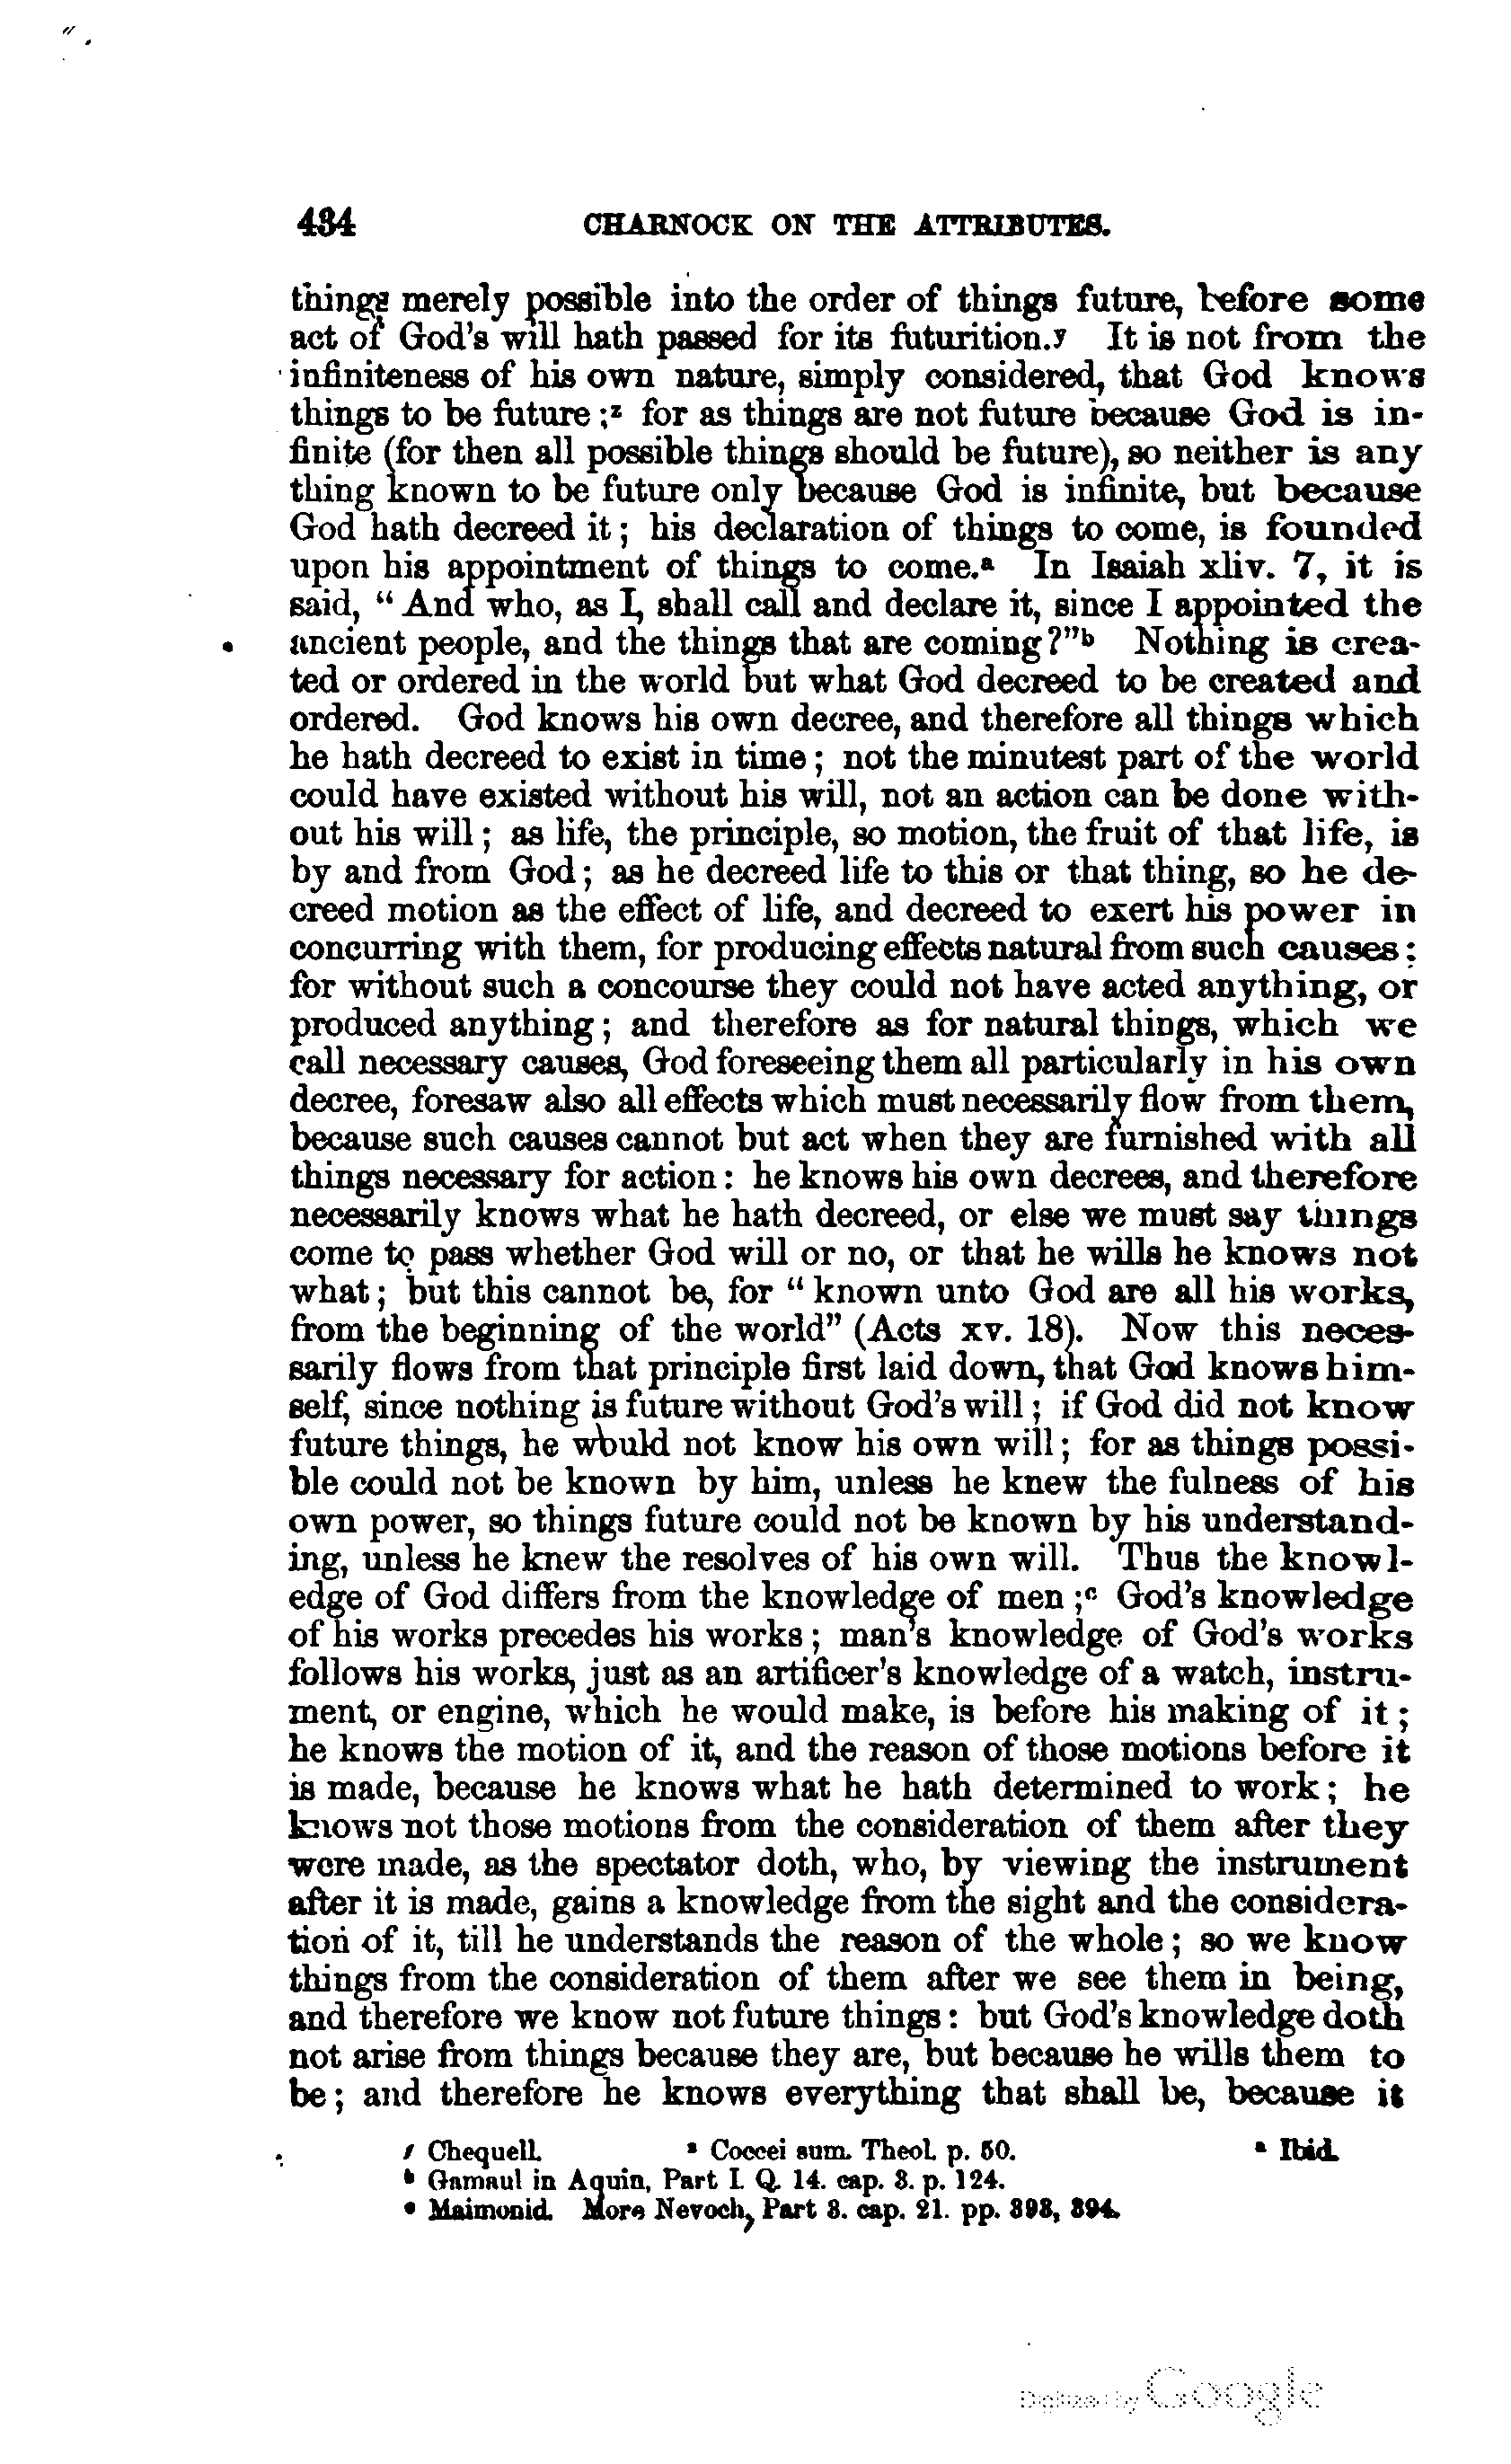 434 CHARNOCK ON THE ATTRIBUTES.
things merely possible into the order of things future, before some
act of God's will hath passed for its futurition.y It is not from the
infiniteness of his own nature, simply considered, that God knows
things to be future;z for as things are not future because God is in-
finite (for then all possible things should be future), so neither is any
thing known to be future only because God is infinite, but because
God hath decreed it; his declaration of things to come, is founded
upon his appointment of things to come.a In Isaiah xliv. 7, it is
said, "And who, as I, shall call and declare it, since I appointed the
ancient people, and the things that are coming?"b Nothing is crea-
ted or ordered in the world but what God decreed to be created and
ordered. God knows his own decree, and therefore all things which
he hath decreed to exist in time; not the minutest part of the world
could have existed without his will, not an action can be done with-
out his will; as life, the principle, so motion, the fruit of that life, is
by and from God; as he decreed life to this or that thing, so he de-
creed motion as the effect of life, and decreed to exert his power in
concurring with them, for producing effects natural from such causes:
for without such a concourse they could not have acted anything, or
produced anything; and therefore as for natural things, which we
call necessary causes, God foreseeing them all particularly in his own
decree, foresaw also all effects which must necessarily flow from them,
because such causes cannot but act when they are furnished with all
things necessary for action: he knows his own decrees, and therefore
necessarily knows what he hath decreed, or else we must say things
come to pass whether God will or no, or that he wills he knows not
what; but this cannot be, for "known unto God are all his works,
from the beginning of the world" (Acts xv. 18). Now this neces-
sarily flows from that principle first laid down, that God knows him-
self, since nothing is future without God's will; if God did not know
future things, he would not know his own will; for as things possi-
ble could not be known by him, unless he knew the fulness of his
own power, so things future could not be known by his understand-
ing, unless he knew the resolves of his own will. Thus the knowl-
edge of God differs from the knowledge of men;c God's knowledge
of his works precedes his works; man's knowledge of God's works
follows his works, just as an artificer's knowledge of a watch, instru-
ment, or engine, which he would make, is before his making of it;
he knows the motion of it, and the reason of those motions before it
is made, because he knows what he hath determined to work; he
knows not those motions from the consideration of them after they
were made, as the spectator doth, who, by viewing the instrument
after it is made, gains a knowledge from the sight and the considera-
tion of it, till he understands the reason of the whole; so we know
things from the consideration of them after we see them in being,
and therefore we know not future things: but God's knowledge doth
not arise from things because they are, but because he wills them to
be; and therefore he knows everything that shall be, because it
y Chequell. z Coccei sum. Theol. p. 50. a Ibid.
b Gamaul in Aquin, Part I. Q. 14. cap. 3. p. 124.
c Maimonid. More Nevoch, Part 3. cap. 21. pp. 393, 394.
Digitized by Google